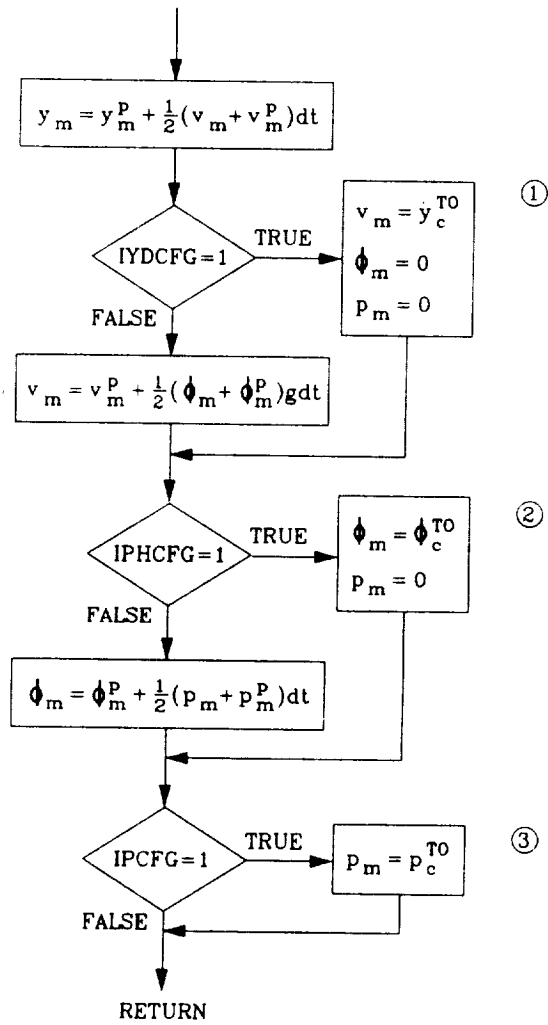 y_m = y_m^p + 1/2 (v_m + v_m^p)dt
①
IYDCFG=1
TRUE
v_m = ẏ_c^TO
ϕ_m = 0
p_m = 0
FALSE
v_m = v_m^p + 1/2 (ϕ_m + ϕ_m^p)gdt
②
IPHCFG=1
TRUE
ϕ_m = ϕ_c^TO
p_m = 0
FALSE
ϕ_m = ϕ_m^p + 1/2 (p_m + p_m^p)dt
③
IPCFG=1
TRUE
p_m = p_c^TO
FALSE
RETURN